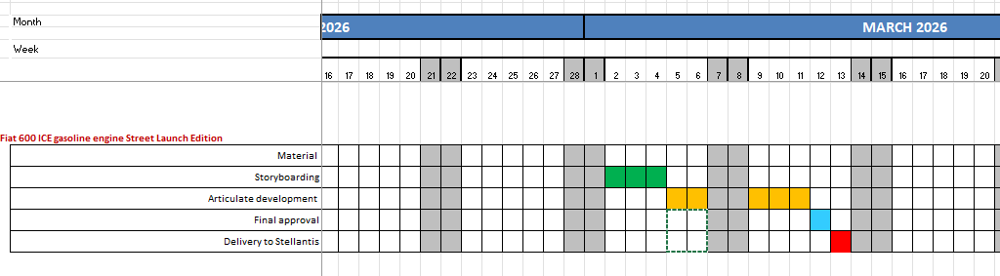 Month
2026 MARCH 2026
Week
16 17 18 19 20 21 22 23 24 25 26 27 28 1 2 3 4 5 6 7 8 9 10 11 12 13 14 15 16 17 18 19 20
Fiat 600 ICE gasoline engine Street Launch Edition
Material
Storyboarding
Articulate development
Final approval
Delivery to Stellantis